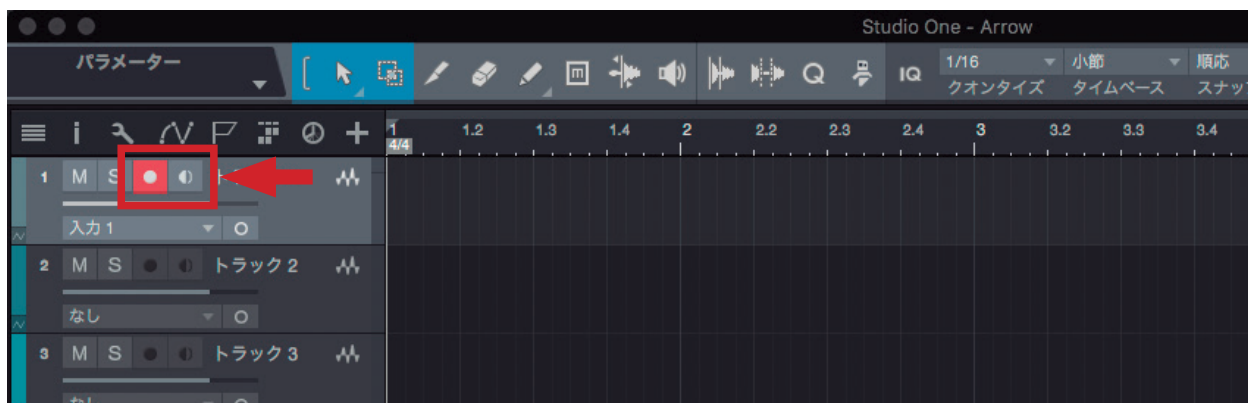 Studio One - Arrow
パラメーター
IQ
1/16
小節
順応
クオンタイズ
タイムベース
スナッ
1
1.2
1.3
1.4
2
2.2
2.3
2.4
3
3.2
3.3
3.4
4/4
1 M S
入力 1
2 M S トラック 2
なし
3 M S トラック 3